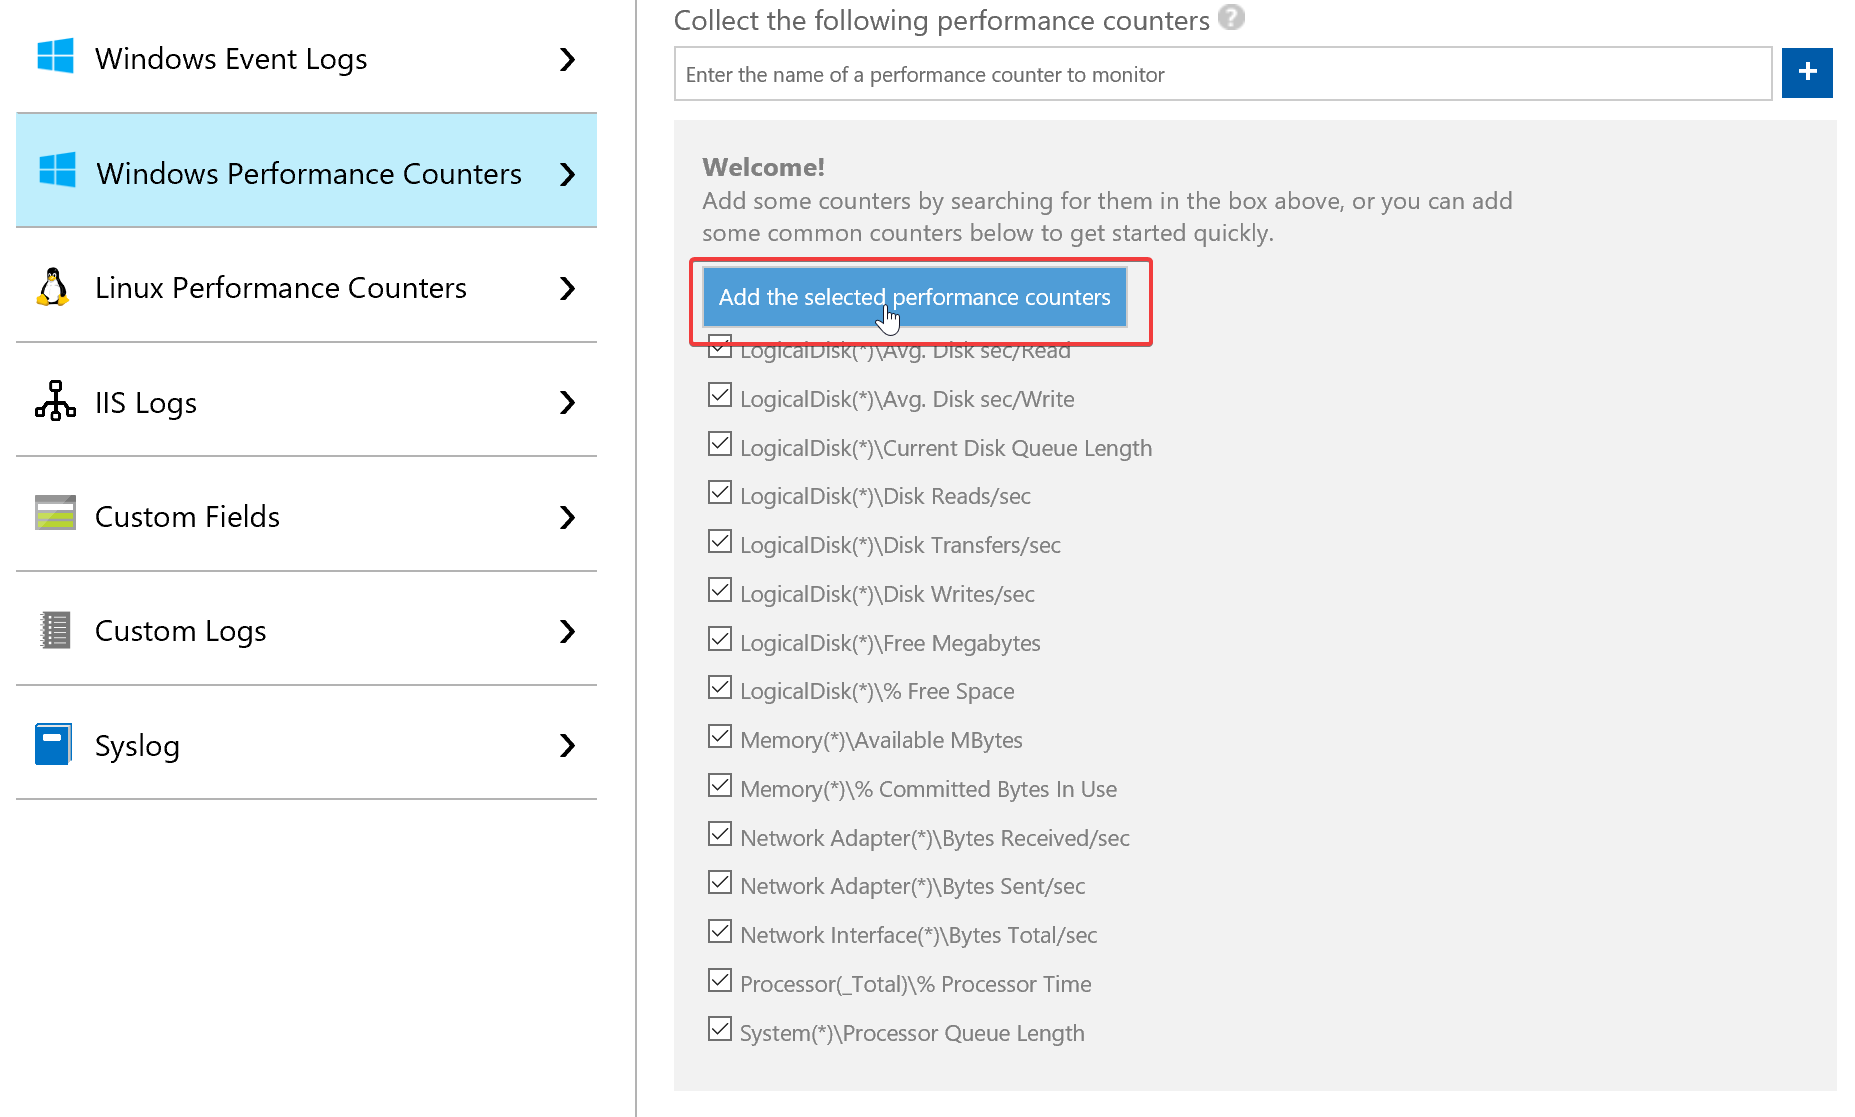 Windows Event Logs
Windows Performance Counters
Linux Performance Counters
IIS Logs
Custom Fields
Custom Logs
Syslog
Collect the following performance counters ?
Enter the name of a performance counter to monitor
+
Welcome!
Add some counters by searching for them in the box above, or you can add
some common counters below to get started quickly.
Add the selected performance counters
LogicalDisk(*)\Avg. Disk sec/Read
LogicalDisk(*)\Avg. Disk sec/Write
LogicalDisk(*)\Current Disk Queue Length
LogicalDisk(*)\Disk Reads/sec
LogicalDisk(*)\Disk Transfers/sec
LogicalDisk(*)\Disk Writes/sec
LogicalDisk(*)\Free Megabytes
LogicalDisk(*)\% Free Space
Memory(*)\Available MBytes
Memory(*)\% Committed Bytes In Use
Network Adapter(*)\Bytes Received/sec
Network Adapter(*)\Bytes Sent/sec
Network Interface(*)\Bytes Total/sec
Processor(_Total)\% Processor Time
System(*)\Processor Queue Length